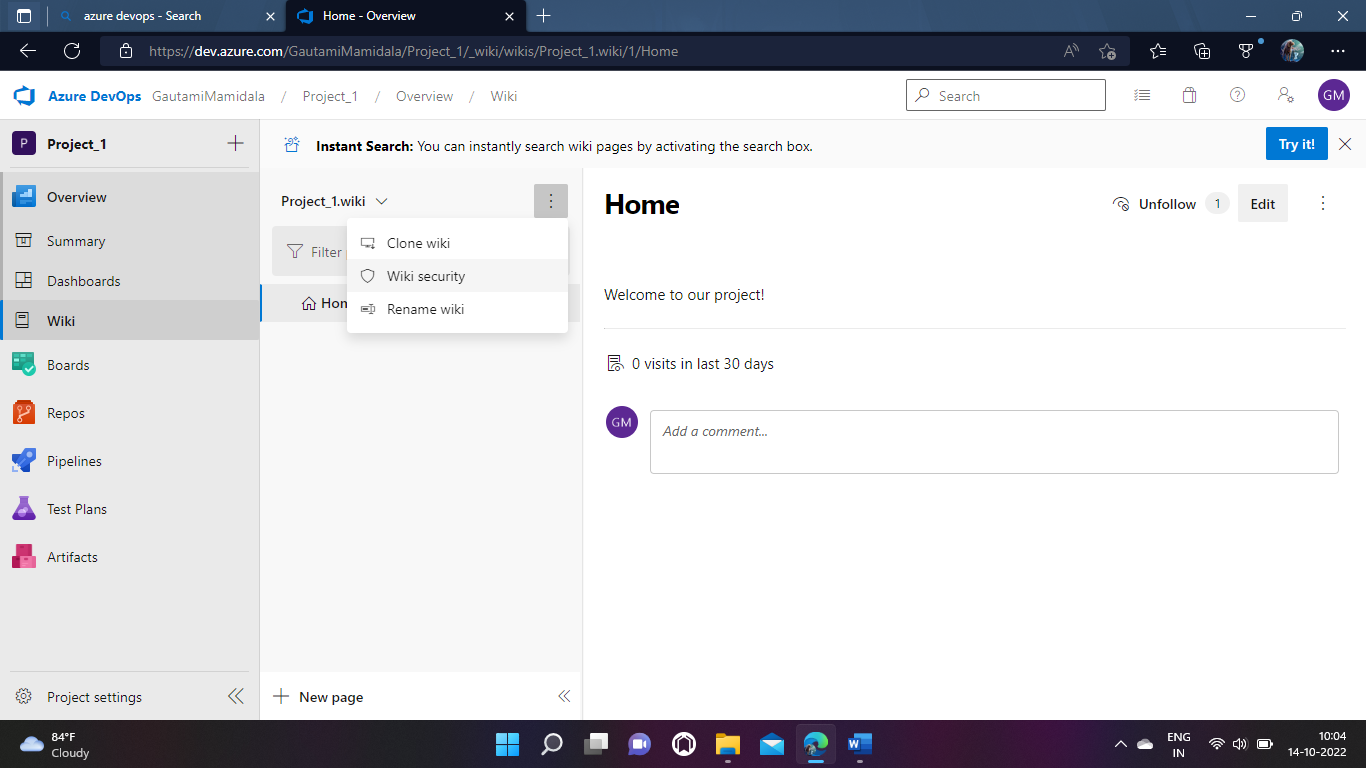 azure devops - Search
Home - Overview
https://dev.azure.com/GautamiMamidala/Project_1/_wiki/wikis/Project_1.wiki/1/Home
Azure DevOps GautamiMamidala / Project_1 / Overview / Wiki
Search
GM
P Project_1
Instant Search: You can instantly search wiki pages by activating the search box.
Try it!
Overview
Summary
Dashboards
Wiki
Boards
Repos
Pipelines
Test Plans
Artifacts
Project settings
Project_1.wiki
Filter
Clone wiki
Wiki security
Rename wiki
New page
Home
Unfollow 1
Edit
Welcome to our project!
0 visits in last 30 days
GM
Add a comment...
84°F
Cloudy
ENG
IN
10:04
14-10-2022